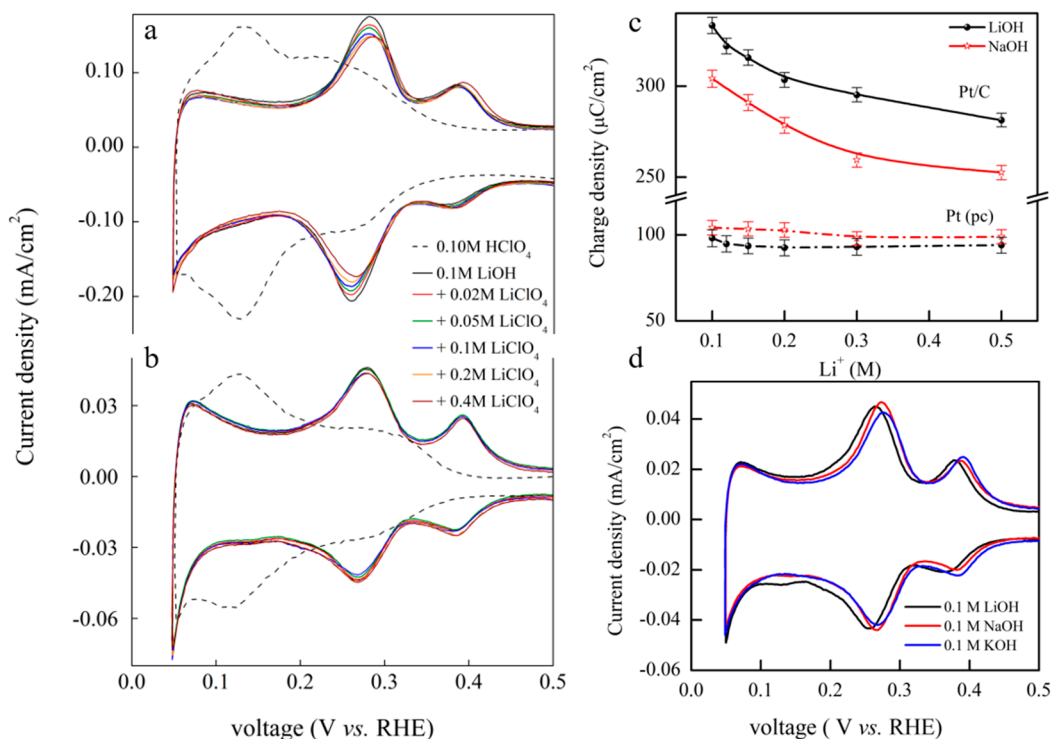 a
0.10
0.00
-0.10
-0.20
0.10M HClO4
0.1M LiOH
+ 0.02M LiClO4
+ 0.05M LiClO4
+ 0.1M LiClO4
+ 0.2M LiClO4
+ 0.4M LiClO4
b
0.03
0.00
-0.03
-0.06
0.0 0.1 0.2 0.3 0.4 0.5
Current density (mA/cm2)
voltage (V vs. RHE)
c
LiOH
NaOH
Pt/C
Pt (pc)
300
250
100
50
0.1 0.2 0.3 0.4 0.5
Charge density (μC/cm2)
Li+ (M)
d
0.04
0.02
0.00
-0.02
-0.04
-0.06
0.1 M LiOH
0.1 M NaOH
0.1 M KOH
0.0 0.1 0.2 0.3 0.4 0.5
Current density (mA/cm2)
voltage ( V vs. RHE)